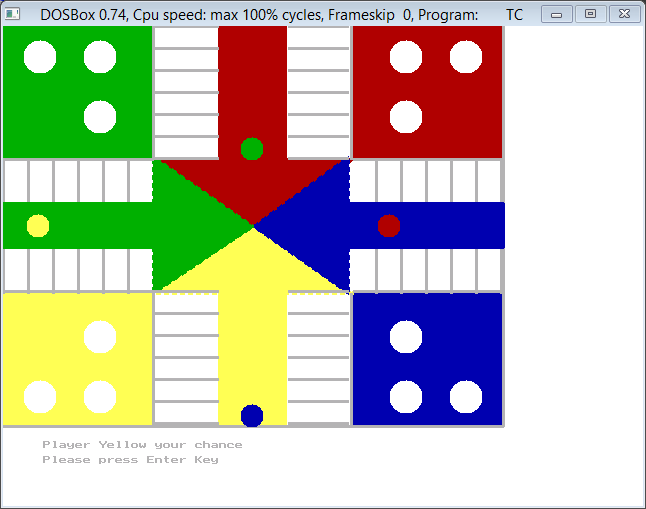 DOSBox 0.74, Cpu speed: max 100% cycles, Frameskip 0, Program: TC
Player Yellow your chance
Please press Enter Key